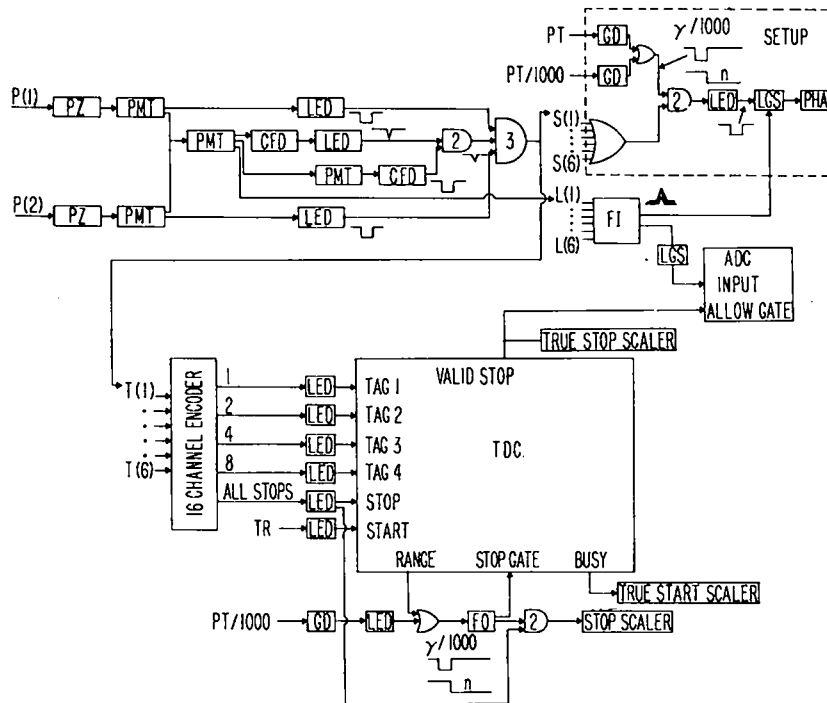 PT GD γ/1000 SETUP
PT/1000 GD n
P(1) PZ PMT LED 2 LED LGS PHA
PMT CFD LED 2 3 S(1)
S(6)
PMT CFD L(1)
P(2) PZ PMT LED FI
L(6) LGS ADC
INPUT
ALLOW GATE
TRUE STOP SCALER
VALID STOP
T(1) 1 LED TAG 1
2 LED TAG 2
TDC.
4 LED TAG 3
T(6) 8 LED TAG 4
16 CHANNEL ENCODER
ALL STOPS LED STOP
TR LED START
RANGE STOP GATE BUSY
TRUE START SCALER
PT/1000 GD LED FO 2 STOP SCALER
γ/1000
n